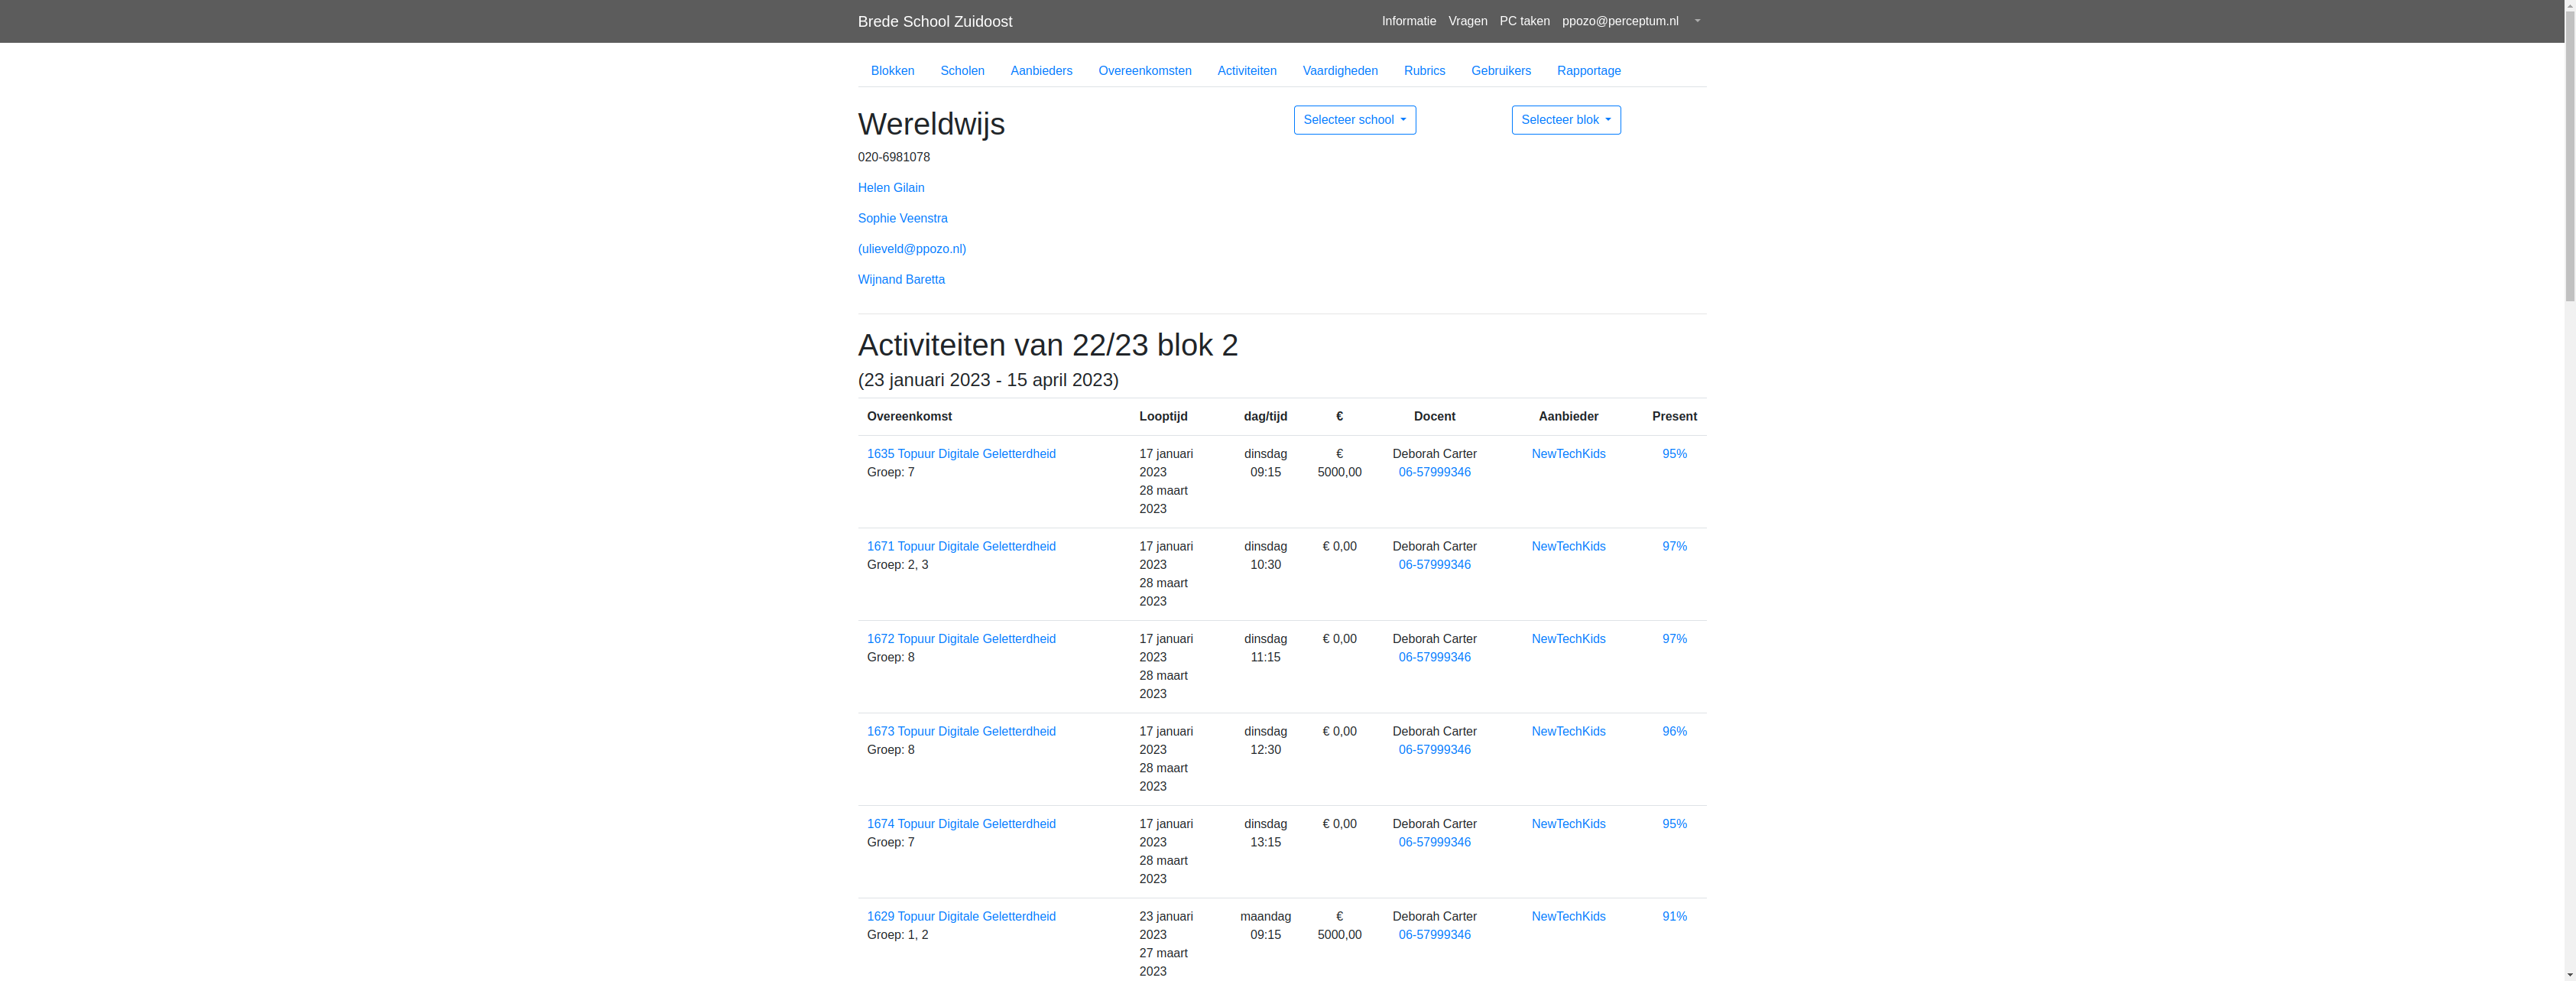 Brede School Zuidoost Informatie Vragen PC taken ppozo@perceptum.nl
Blokken Scholen Aanbieders Overeenkomsten Activiteiten Vaardigheden Rubrics Gebruikers Rapportage
Wereldwijs Selecteer school Selecteer blok
020-6981078
Helen Gilain
Sophie Veenstra
(ulieveld@ppozo.nl)
Wijnand Baretta
Activiteiten van 22/23 blok 2
(23 januari 2023 - 15 april 2023)
Overeenkomst Looptijd dag/tijd € Docent Aanbieder Present
1635 Topuur Digitale Geletterdheid 17 januari dinsdag € Deborah Carter NewTechKids 95%
Groep: 7 2023 09:15 5000,00 06-57999346
28 maart
2023
1671 Topuur Digitale Geletterdheid 17 januari dinsdag € 0,00 Deborah Carter NewTechKids 97%
Groep: 2, 3 2023 10:30 06-57999346
28 maart
2023
1672 Topuur Digitale Geletterdheid 17 januari dinsdag € 0,00 Deborah Carter NewTechKids 97%
Groep: 8 2023 11:15 06-57999346
28 maart
2023
1673 Topuur Digitale Geletterdheid 17 januari dinsdag € 0,00 Deborah Carter NewTechKids 96%
Groep: 8 2023 12:30 06-57999346
28 maart
2023
1674 Topuur Digitale Geletterdheid 17 januari dinsdag € 0,00 Deborah Carter NewTechKids 95%
Groep: 7 2023 13:15 06-57999346
28 maart
2023
1629 Topuur Digitale Geletterdheid 23 januari maandag € Deborah Carter NewTechKids 91%
Groep: 1, 2 2023 09:15 5000,00 06-57999346
27 maart
2023